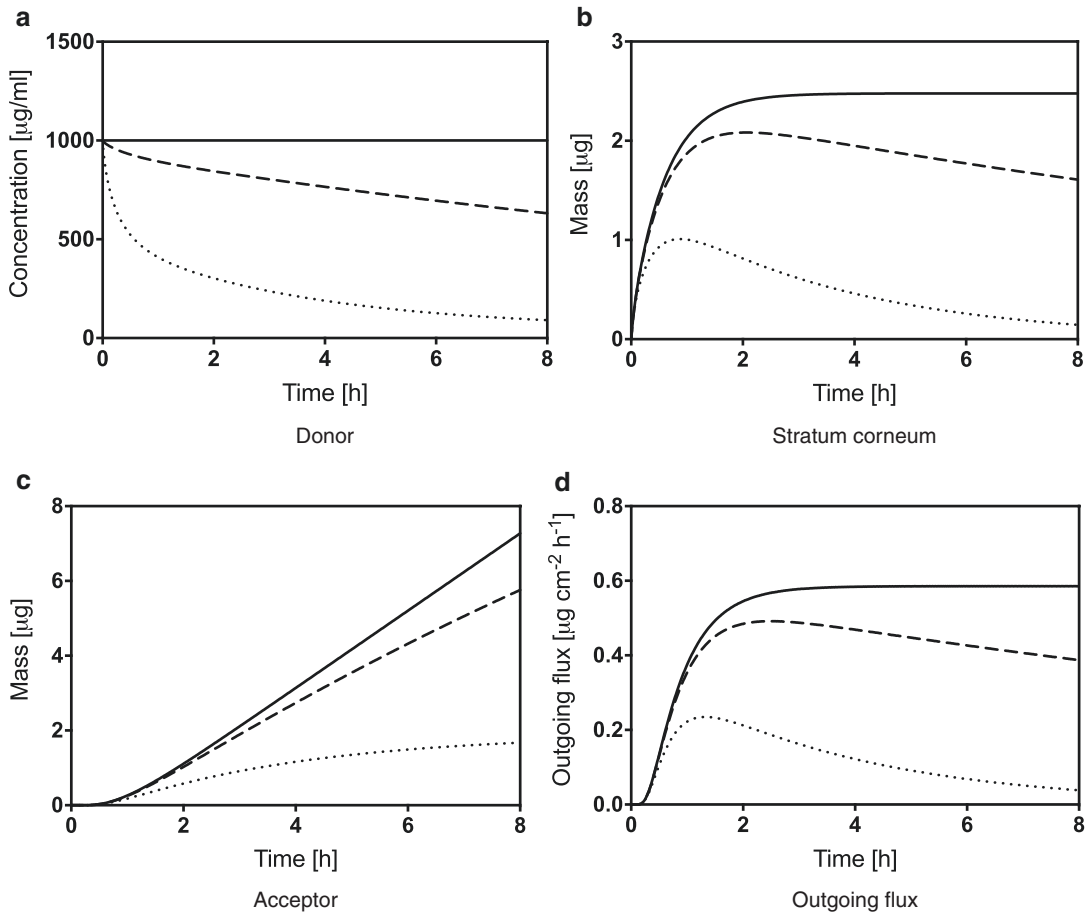 a
1500
1000
500
0
Concentration [µg/ml]
0 2 4 6 8
Time [h]
Donor
b
3
2
1
0
Mass [µg]
0 2 4 6 8
Time [h]
Stratum corneum
c
8
6
4
2
0
Mass [µg]
0 2 4 6 8
Time [h]
Acceptor
d
0.8
0.6
0.4
0.2
0.0
Outgoing flux [µg cm-2 h-1]
0 2 4 6 8
Time [h]
Outgoing flux